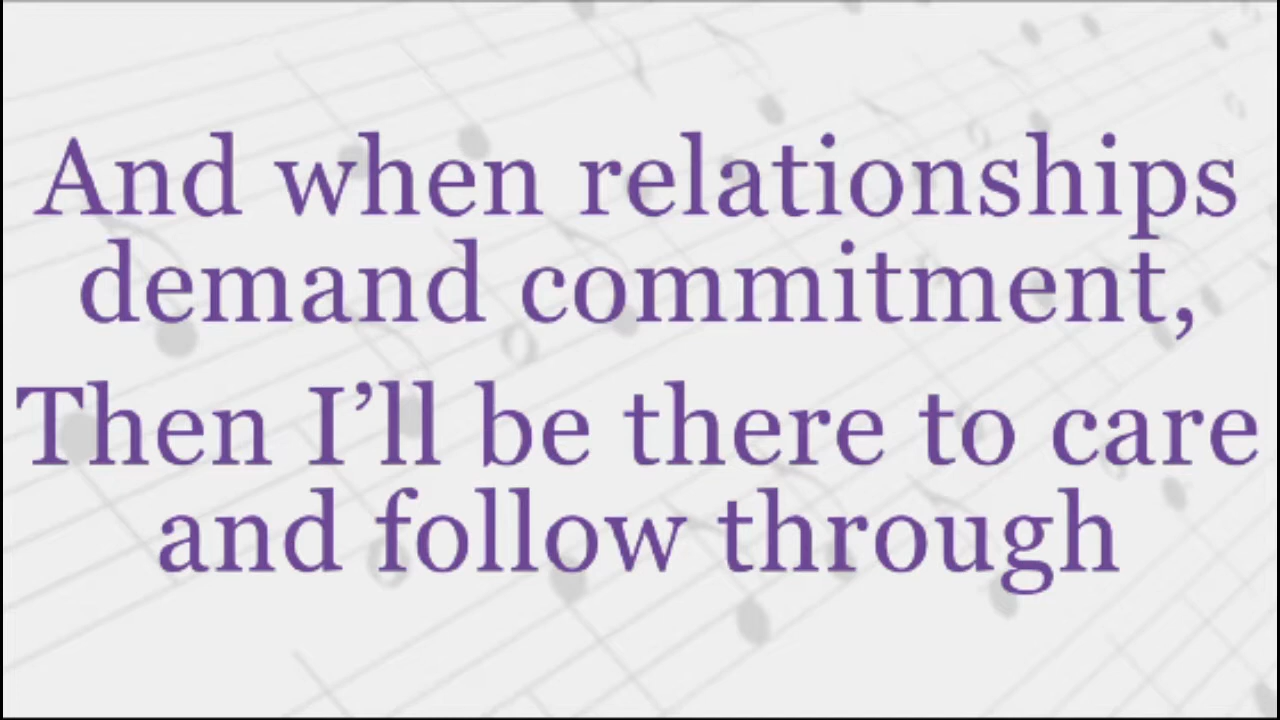 And when relationships
demand commitment,
Then I’ll be there to care
and follow through